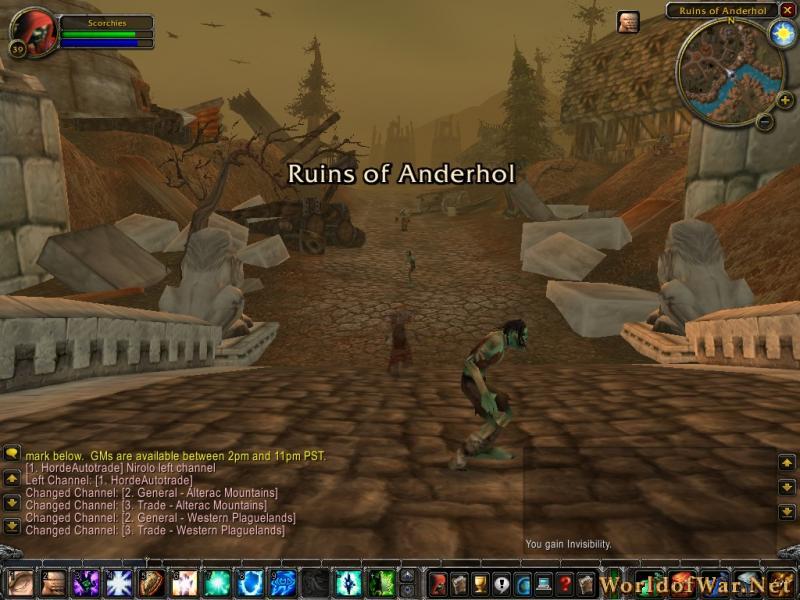 Scorchies
39
Ruins of Anderhol
N
Ruins of Anderhol
mark below. GMs are available between 2pm and 11pm PST.
[1. HordeAutotrade] Nirolo left channel
Left Channel: [1. HordeAutotrade]
Changed Channel: [2. General - Alterac Mountains]
Changed Channel: [3. Trade - Alterac Mountains]
Changed Channel: [2. General - Western Plaguelands]
Changed Channel: [3. Trade - Western Plaguelands]
You gain Invisibility.
WorldofWar.Net